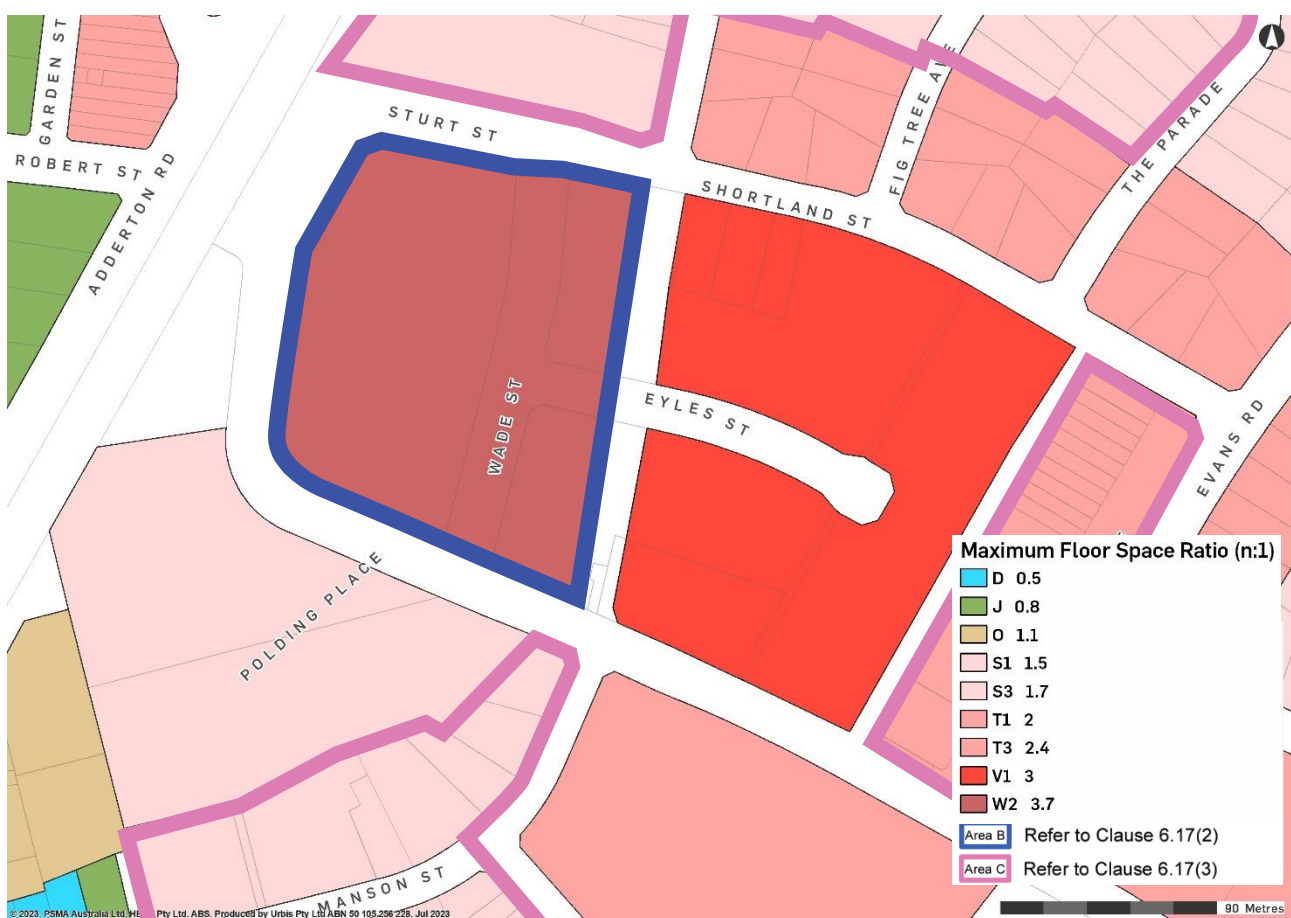 GARDEN ST
ROBERT ST
ADDERTON RD
STURT ST
SHORTLAND ST
FIG TREE AVE
THE PARADE
WADE ST
EYLES ST
EVANS RD
POLDING PLACE
MANSON ST
Maximum Floor Space Ratio (n:1)
D 0.5
J 0.8
O 1.1
S1 1.5
S3 1.7
T1 2
T3 2.4
V1 3
W2 3.7
Area B Refer to Clause 6.17(2)
Area C Refer to Clause 6.17(3)
90 Metres
© 2023. PSMA Australia Ltd, Pty Ltd. ABS. Produced by Urbis Pty Ltd ABN 50 105 256 228, Jul 2023